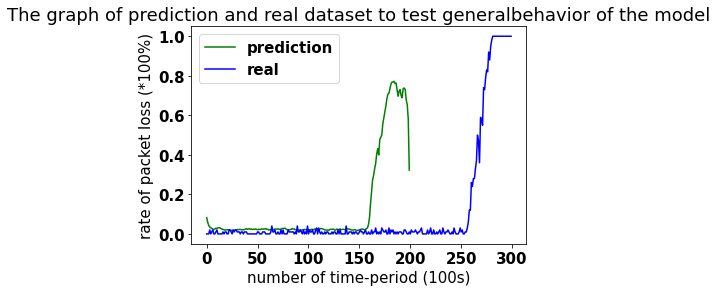 The graph of prediction and real dataset to test generalbehavior of the model
1.0
0.8
0.6
0.4
0.2
0.0
rate of packet loss (*100%)
prediction
real
0 50 100 150 200 250 300
number of time-period (100s)